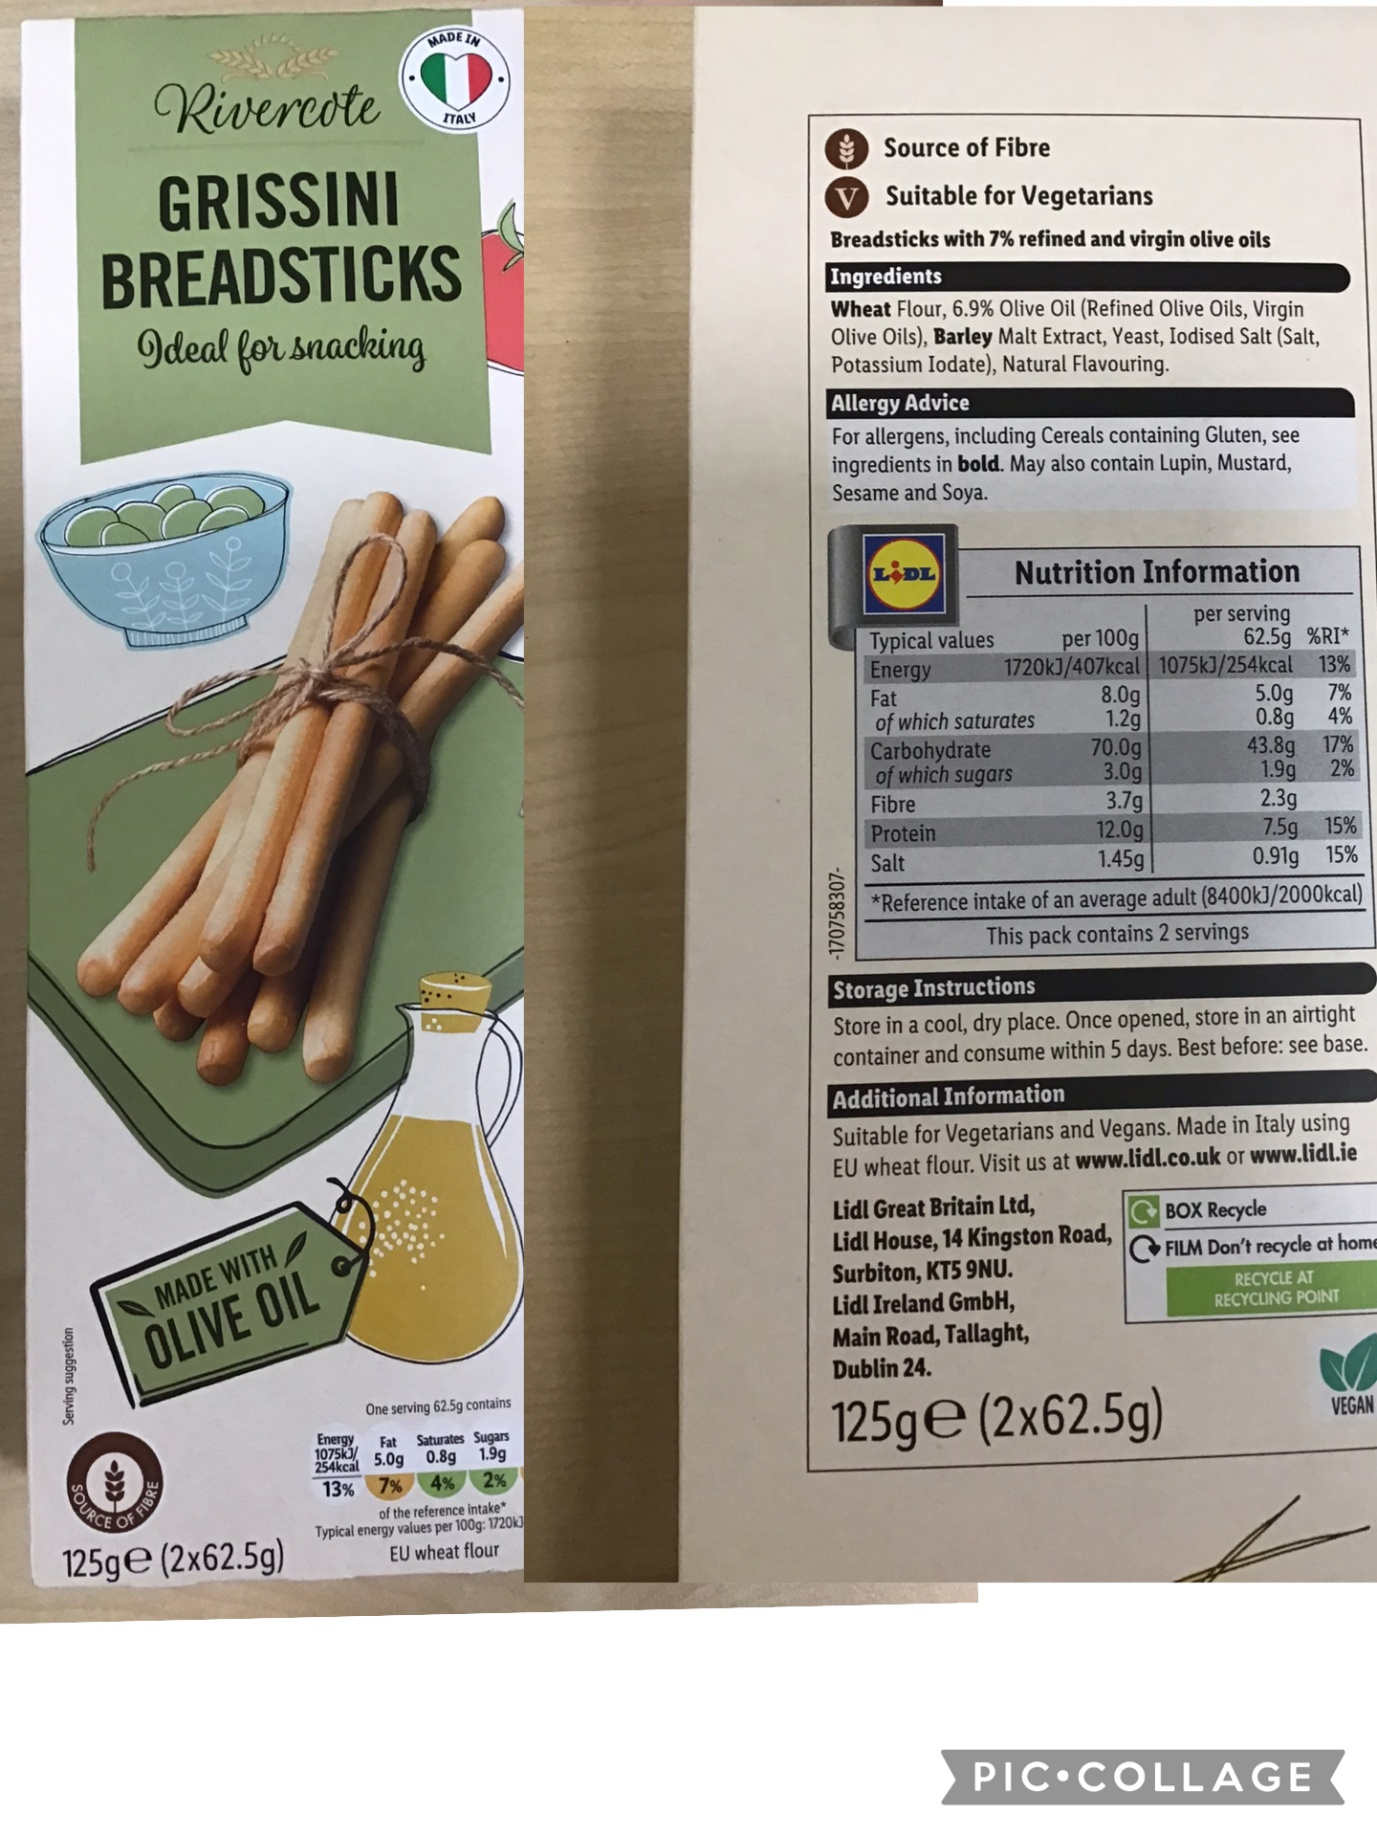 Rivercote
MADE IN
ITALY
GRISSINI
BREADSTICKS
Ideal for snacking
MADE WITH
OLIVE OIL
Serving suggestion
SOURCE OF FIBRE
125g℮ (2x62.5g)
One serving 62.5g contains
Energy Fat Saturates Sugars
1075kJ/ 5.0g 0.8g 1.9g
254kcal
13% 7% 4% 2%
of the reference intake*
Typical energy values per 100g: 1720kJ
EU wheat flour
Source of Fibre
V Suitable for Vegetarians
Breadsticks with 7% refined and virgin olive oils
Ingredients
Wheat Flour, 6.9% Olive Oil (Refined Olive Oils, Virgin
Olive Oils), Barley Malt Extract, Yeast, Iodised Salt (Salt,
Potassium Iodate), Natural Flavouring.
Allergy Advice
For allergens, including Cereals containing Gluten, see
ingredients in bold. May also contain Lupin, Mustard,
Sesame and Soya.
LiDL
Nutrition Information
per serving
Typical values per 100g 62.5g %RI*
Energy 1720kJ/407kcal 1075kJ/254kcal 13%
Fat 8.0g 5.0g 7%
of which saturates 1.2g 0.8g 4%
Carbohydrate 70.0g 43.8g 17%
of which sugars 3.0g 1.9g 2%
Fibre 3.7g 2.3g
Protein 12.0g 7.5g 15%
Salt 1.45g 0.91g 15%
*Reference intake of an average adult (8400kJ/2000kcal)
This pack contains 2 servings
-170758307-
Storage Instructions
Store in a cool, dry place. Once opened, store in an airtight
container and consume within 5 days. Best before: see base.
Additional Information
Suitable for Vegetarians and Vegans. Made in Italy using
EU wheat flour. Visit us at www.lidl.co.uk or www.lidl.ie
Lidl Great Britain Ltd,
Lidl House, 14 Kingston Road,
Surbiton, KT5 9NU.
Lidl Ireland GmbH,
Main Road, Tallaght,
Dublin 24.
BOX Recycle
FILM Don't recycle at home
RECYCLE AT
RECYCLING POINT
VEGAN
125g℮ (2x62.5g)
PIC•COLLAGE